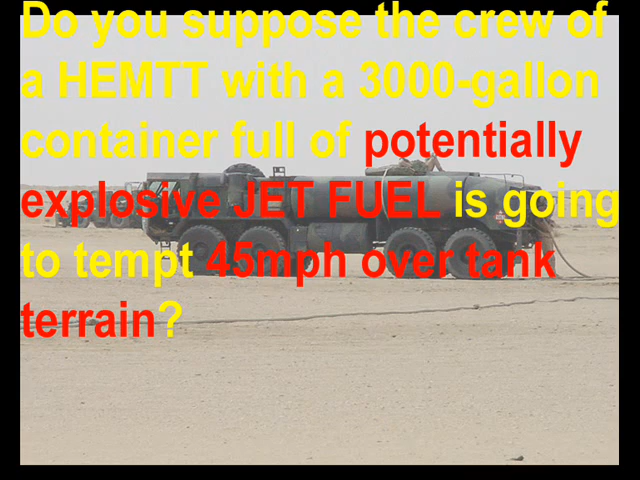 Do you suppose the crew of
a HEMTT with a 3000-gallon
container full of potentially
explosive JET FUEL is going
to tempt 45mph over tank
terrain?